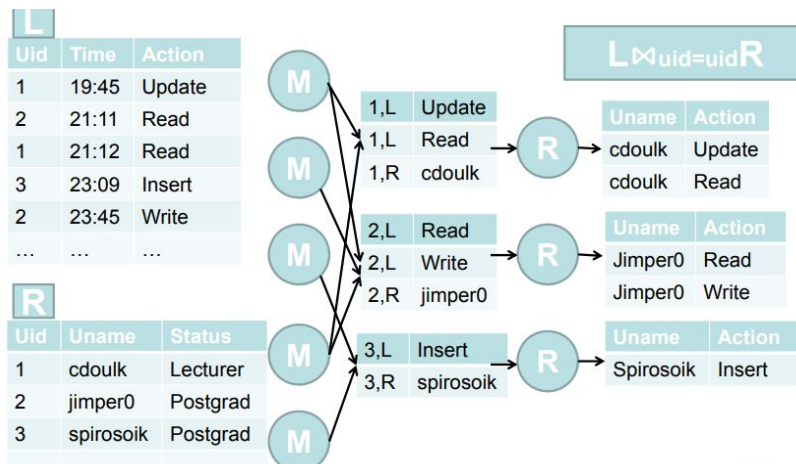 L
Uid Time Action
1 19:45 Update
2 21:11 Read
1 21:12 Read
3 23:09 Insert
2 23:45 Write
… … …
R
Uid Uname Status
1 cdoulk Lecturer
2 jimper0 Postgrad
3 spirosoik Postgrad
M
M
M
M
M
1,L Update
1,L Read
1,R cdoulk
2,L Read
2,L Write
2,R jimper0
3,L Insert
3,R spirosoik
R
R
R
L⋈uid=uidR
Uname Action
cdoulk Update
cdoulk Read
Uname Action
Jimper0 Read
Jimper0 Write
Uname Action
Spirosoik Insert